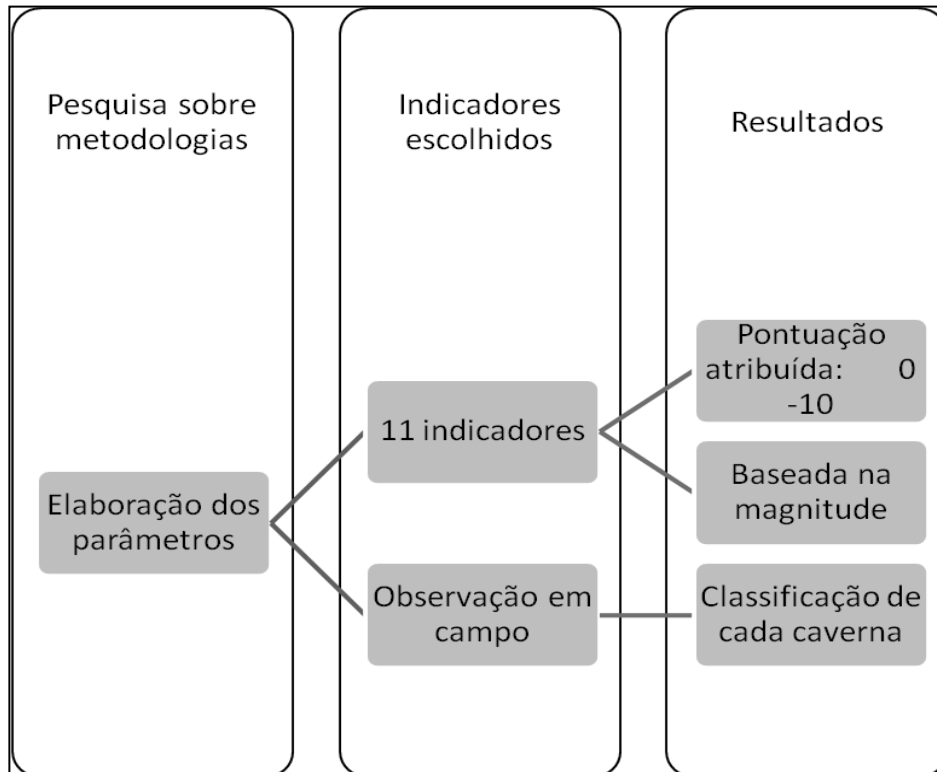 Pesquisa sobre
metodologias
Indicadores
escolhidos
Resultados
Elaboração dos
parâmetros
11 indicadores
Observação em
campo
Pontuação
atribuída: 0
-10
Baseada na
magnitude
Classificação de
cada caverna